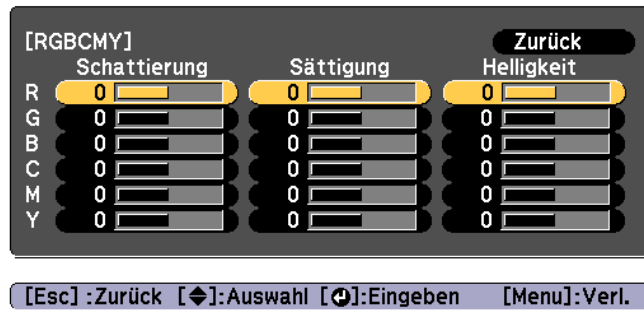 [RGBCMY] Zurück
Schattierung Sättigung Helligkeit
R 0 0 0
G 0 0 0
B 0 0 0
C 0 0 0
M 0 0 0
Y 0 0 0
[Esc] :Zurück [◆]:Auswahl [↵]:Eingeben [Menu]:Verl.